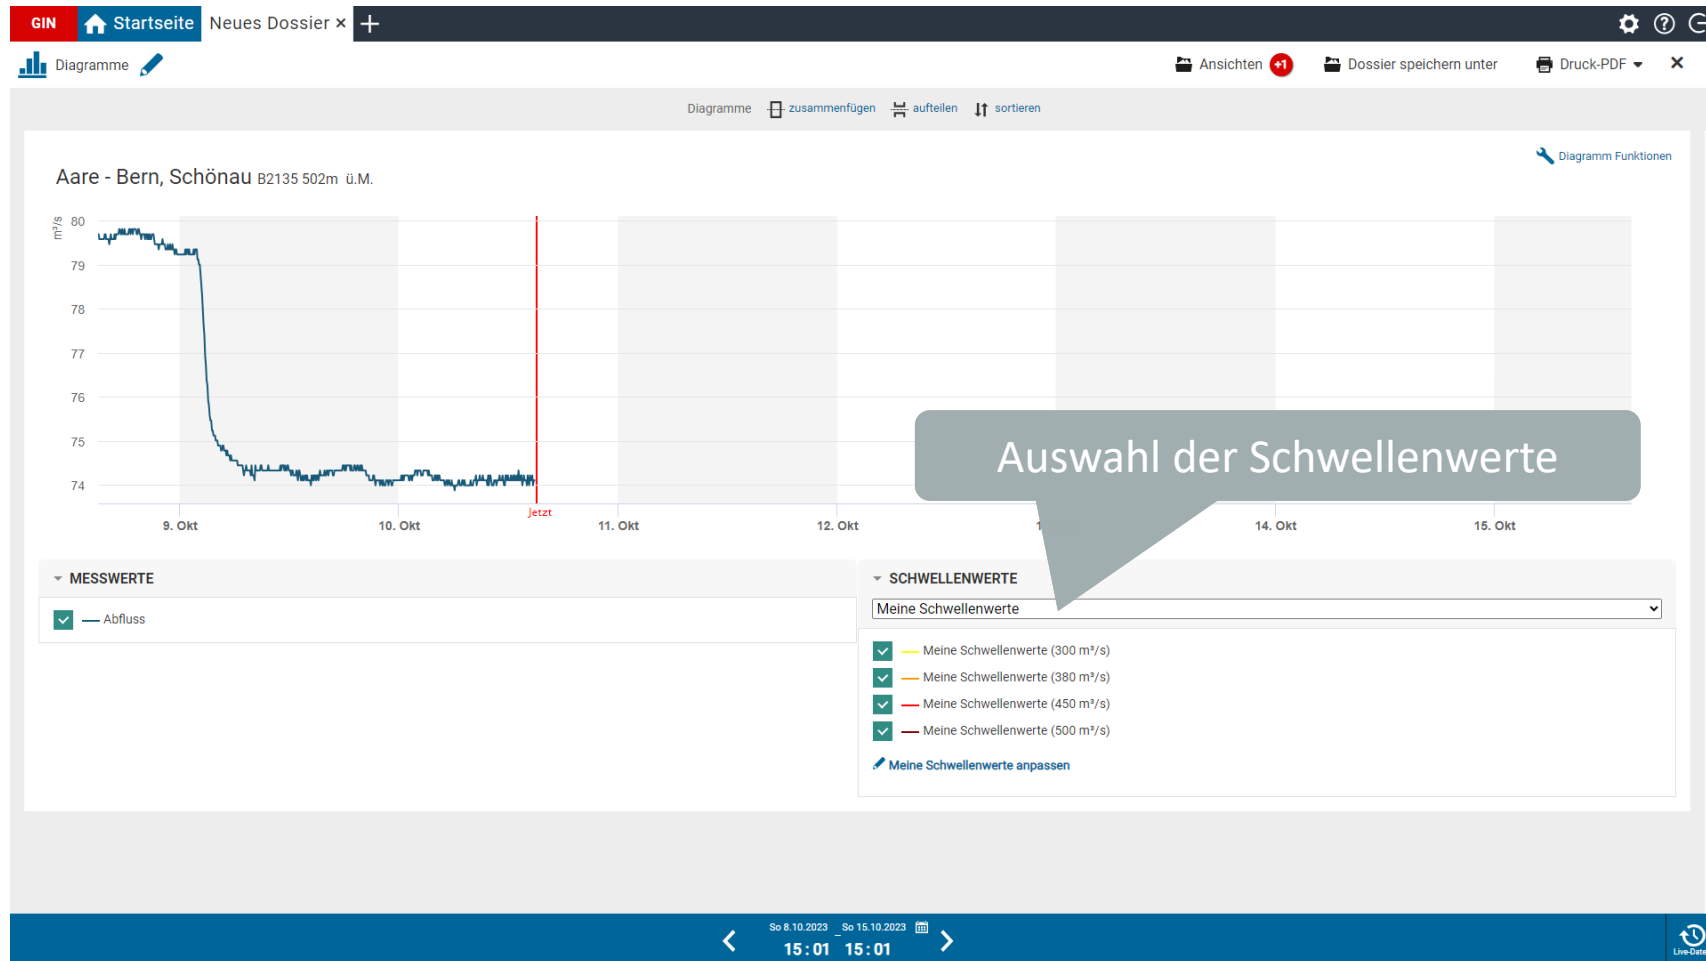 GIN Startseite Neues Dossier × +
Diagramme Ansichten +1 Dossier speichern unter Druck-PDF ×
Diagramme zusammenfügen aufteilen sortieren
Diagramm Funktionen
Aare - Bern, Schönau B2135 502m ü.M.
m³/s
80
79
78
77
76
75
74
Auswahl der Schwellenwerte
Jetzt
9. Okt 10. Okt 11. Okt 12. Okt 14. Okt 15. Okt
MESSWERTE
Abfluss
SCHWELLENWERTE
Meine Schwellenwerte
Meine Schwellenwerte (300 m³/s)
Meine Schwellenwerte (380 m³/s)
Meine Schwellenwerte (450 m³/s)
Meine Schwellenwerte (500 m³/s)
Meine Schwellenwerte anpassen
So 8.10.2023 _ So 15.10.2023
15:01 15:01
Live-Date